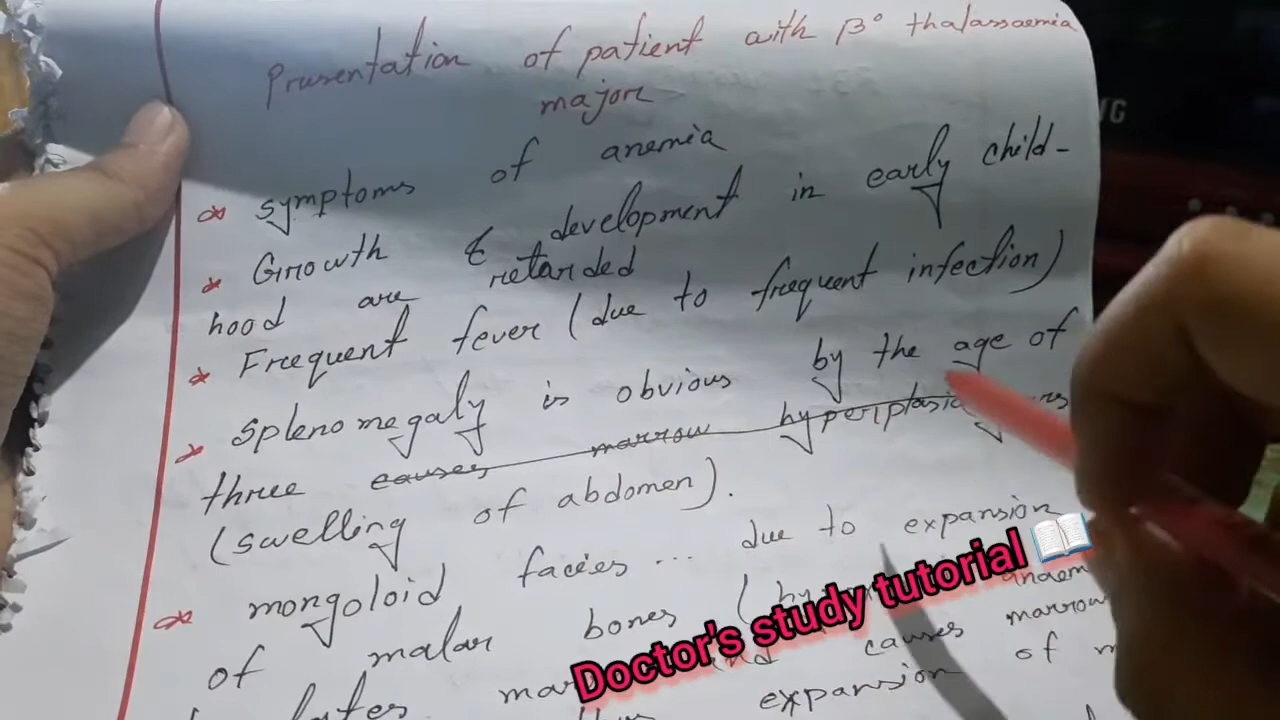 Presentation of patient with β° thalassaemia
major
symptoms of anemia
Growth & development in early child-
hood are retarded
Frequent fever (due to frequent infection)
Splenomegaly is obvious by the age of
three causes marrow hyperiplasia
(swelling of abdomen).
mongoloid facies... due to expansion
of malar bones (
causes marrow
expansion of
Doctor's study tutorial 📖